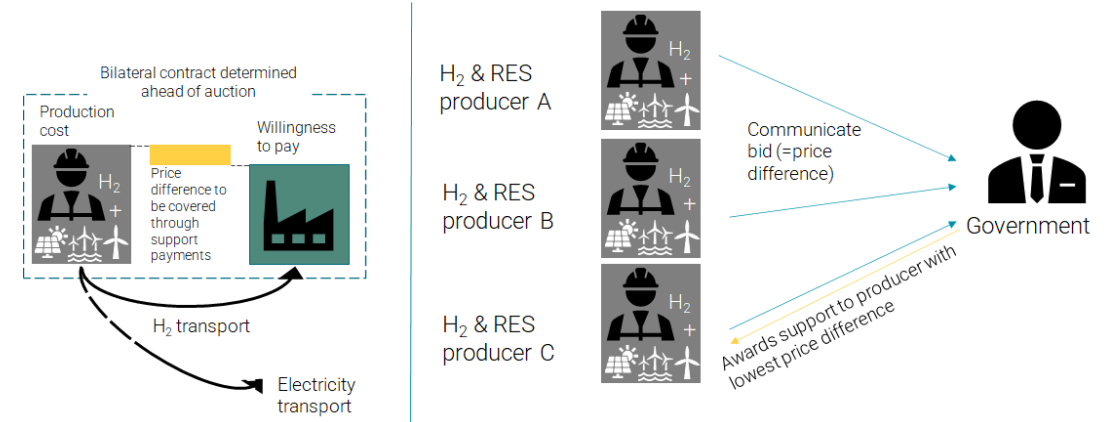 Bilateral contract determined
ahead of auction
Production
cost
Willingness
to pay
H₂
+
Price
difference to
be covered
through
support
payments
H₂ transport
Electricity
transport
H₂ & RES
producer A
H₂
+
H₂ & RES
producer B
H₂
+
H₂ & RES
producer C
H₂
+
Communicate
bid (=price
difference)
Government
Awards support to producer with
lowest price difference